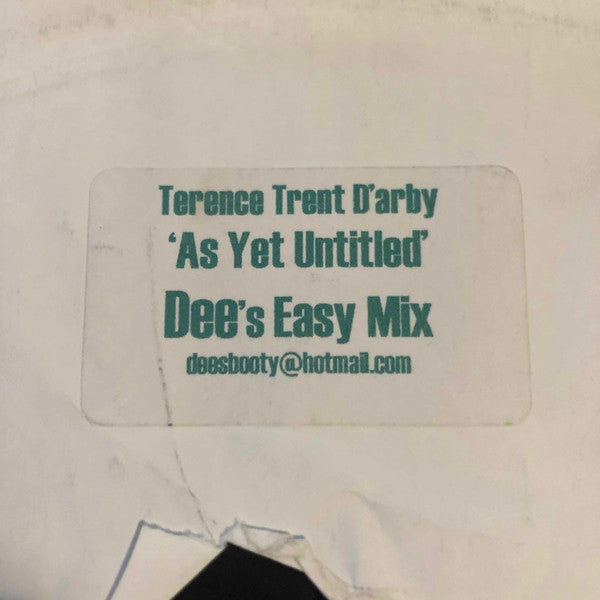 Terence Trent D'arby
'As Yet Untitled'
Dee's Easy Mix
deesbooty@hotmail.com